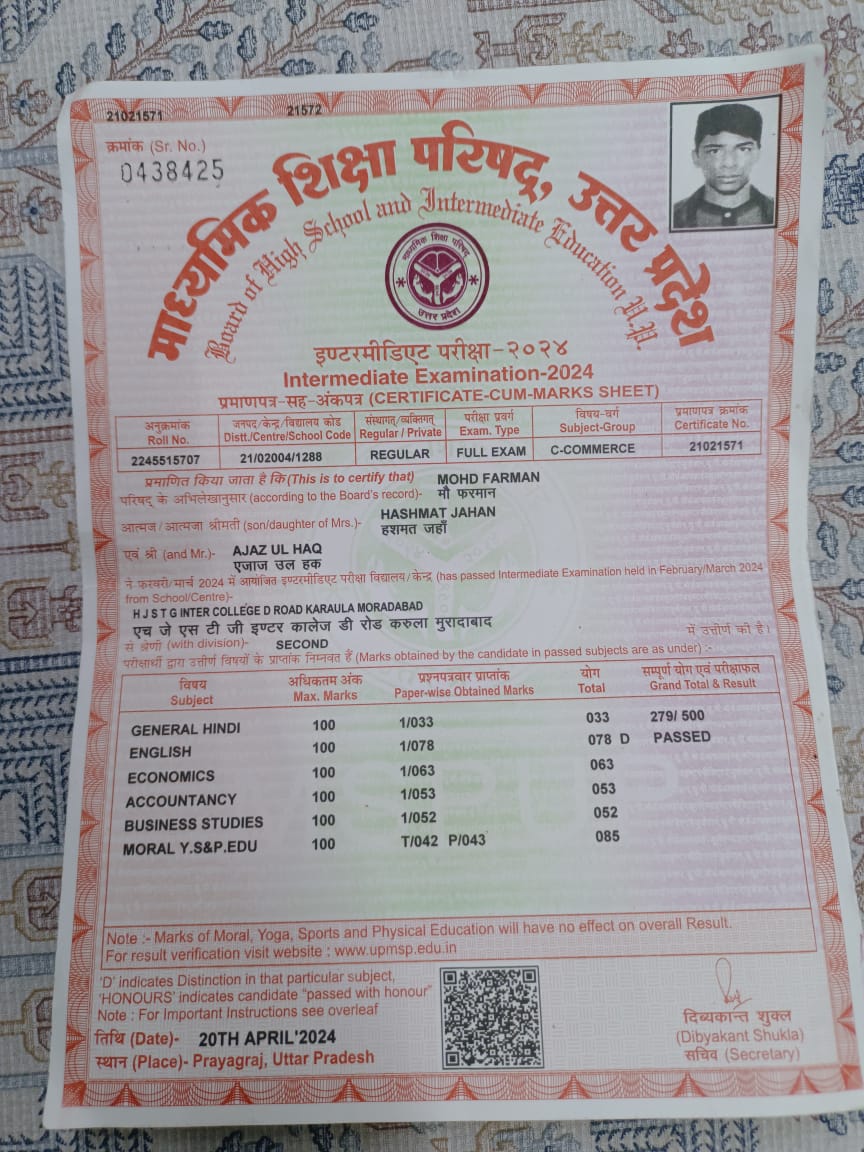 21021571 21572
क्रमांक (Sr. No.)
0438425
माध्यमिक शिक्षा परिषद्, उत्तर प्रदेश
Board of High School and Intermediate Education U.P.
माध्यमिक शिक्षा परिषद्
उत्तर प्रदेश
इण्टरमीडिएट परीक्षा-२०२४
Intermediate Examination-2024
प्रमाणपत्र-सह-अंकपत्र (CERTIFICATE-CUM-MARKS SHEET)
अनुक्रमांक जनपद/केन्द्र/विद्यालय कोड संस्थागत/व्यक्तिगत परीक्षा प्रवर्ग विषय-वर्ग प्रमाणपत्र क्रमांक
Roll No. Distt./Centre/School Code Regular / Private Exam. Type Subject-Group Certificate No.
2245515707 21/02004/1288 REGULAR FULL EXAM C-COMMERCE 21021571
प्रमाणित किया जाता है कि (This is to certify that) MOHD FARMAN
परिषद् के अभिलेखानुसार (according to the Board's record)- मौ फरमान
HASHMAT JAHAN
आत्मज/आत्मजा श्रीमती (son/daughter of Mrs.)- हशमत जहाँ
एवं श्री (and Mr.)- AJAZ UL HAQ
एजाज उल हक
ने फरवरी/मार्च 2024 में आयोजित इण्टरमीडिएट परीक्षा विद्यालय/केन्द्र (has passed Intermediate Examination held in February/March 2024
from School/Centre)-
H J S T G INTER COLLEGE D ROAD KARAULA MORADABAD
एच जे एस टी जी इण्टर कालेज डी रोड करुला मुरादाबाद
में उत्तीर्ण की है।
से श्रेणी (with division)- SECOND
परीक्षार्थी द्वारा उत्तीर्ण विषयों के प्राप्तांक निम्नवत हैं (Marks obtained by the candidate in passed subjects are as under) :-
विषय अधिकतम अंक प्रश्नपत्रवार प्राप्तांक योग सम्पूर्ण योग एवं परीक्षाफल
Subject Max. Marks Paper-wise Obtained Marks Total Grand Total & Result
GENERAL HINDI 100 1/033 033 279/ 500
ENGLISH 100 1/078 078 D PASSED
ECONOMICS 100 1/063 063
ACCOUNTANCY 100 1/053 053
BUSINESS STUDIES 100 1/052 052
MORAL Y.S&P.EDU 100 T/042 P/043 085
Note :- Marks of Moral, Yoga, Sports and Physical Education will have no effect on overall Result.
For result verification visit website : www.upmsp.edu.in
'D' indicates Distinction in that particular subject,
'HONOURS' indicates candidate "passed with honour"
Note : For Important Instructions see overleaf
तिथि (Date)- 20TH APRIL'2024
स्थान (Place)- Prayagraj, Uttar Pradesh
दिब्यकान्त शुक्ल
(Dibyakant Shukla)
सचिव (Secretary)